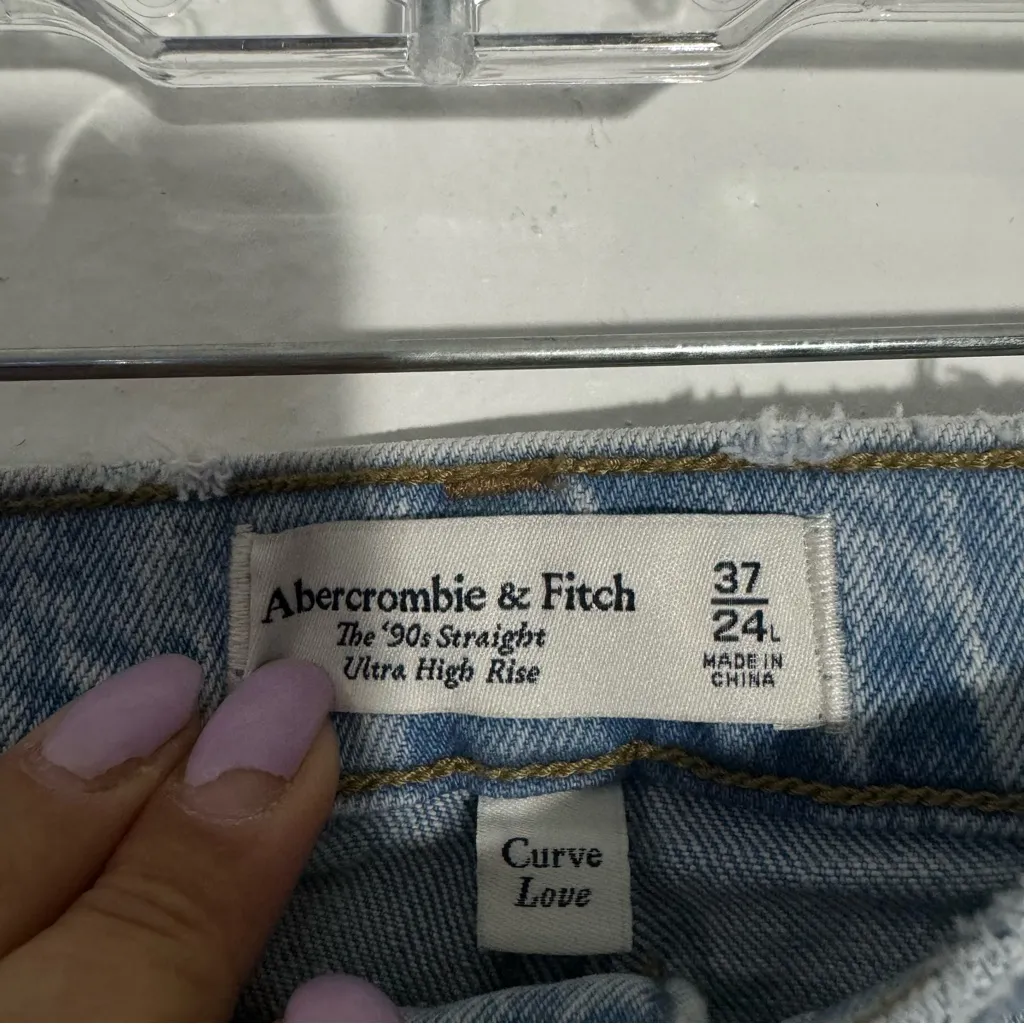 Abercrombie & Fitch
The '90s Straight
Ultra High Rise
37
24L
MADE IN
CHINA
Curve
Love